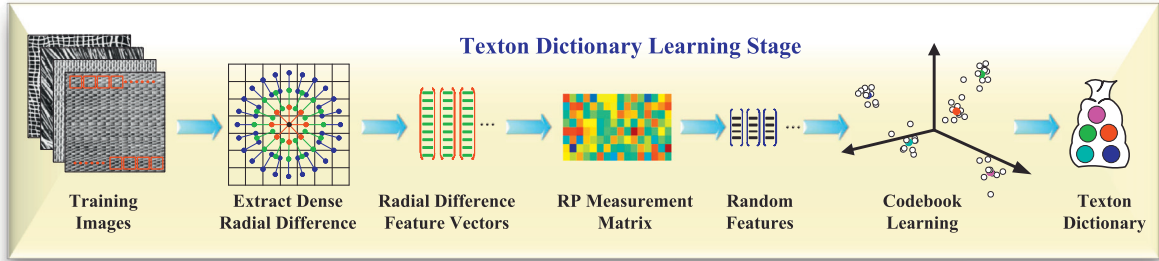 Texton Dictionary Learning Stage
...
...
Training
Images
Extract Dense
Radial Difference
Radial Difference
Feature Vectors
RP Measurement
Matrix
Random
Features
Codebook
Learning
Texton
Dictionary